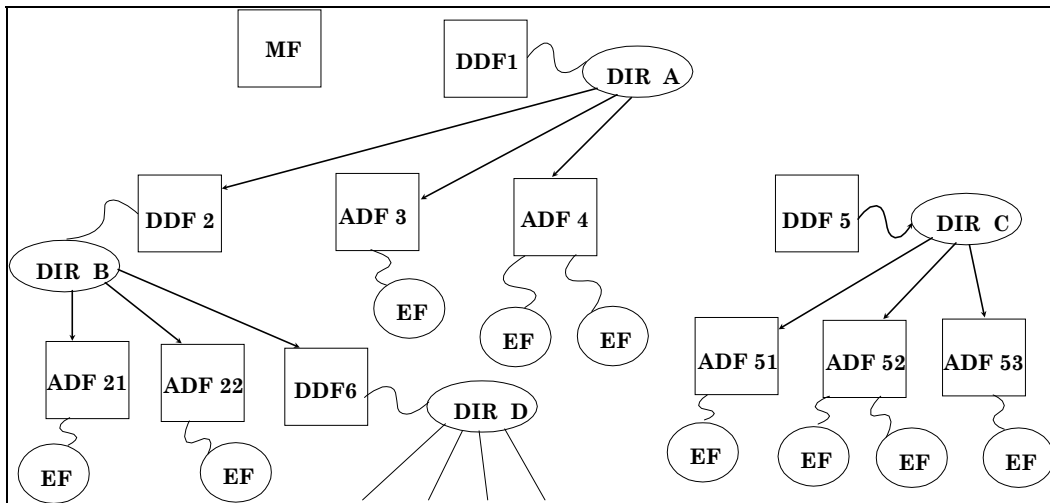 MF
DDF1
DIR A
DDF 2
ADF 3
ADF 4
DDF 5
DIR C
DIR B
EF
EF
EF
ADF 21
ADF 22
DDF6
DIR D
ADF 51
ADF 52
ADF 53
EF
EF
EF
EF
EF
EF